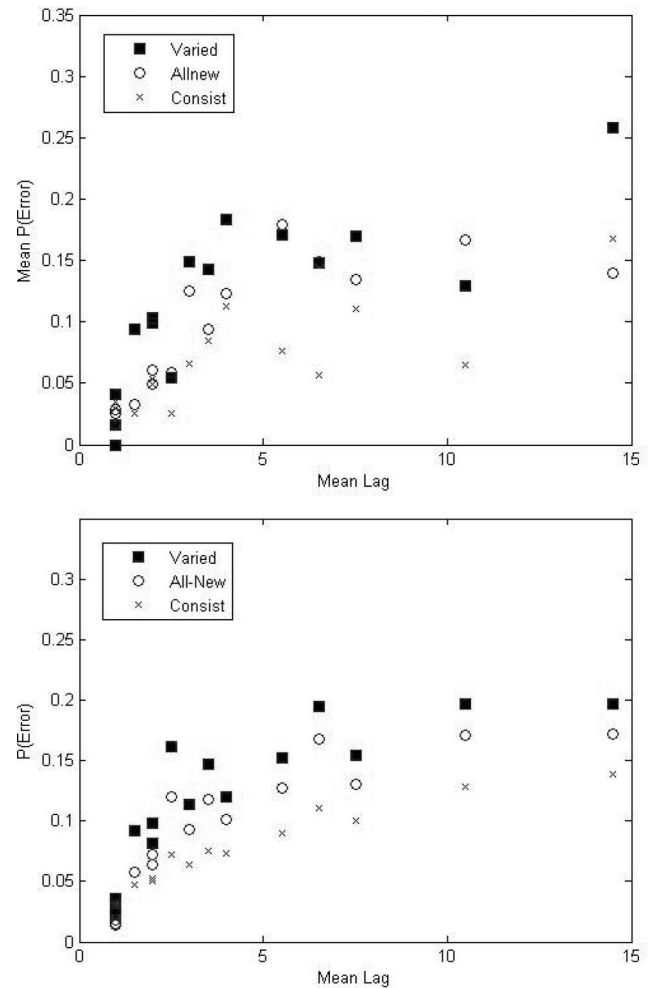 0.35
Varied
Allnew
Consist
0.3
0.25
0.2
0.15
0.1
0.05
0
Mean P(Error)
0 5 10 15
Mean Lag
Varied
All-New
Consist
0.3
0.25
0.2
0.15
0.1
0.05
0
P(Error)
0 5 10 15
Mean Lag